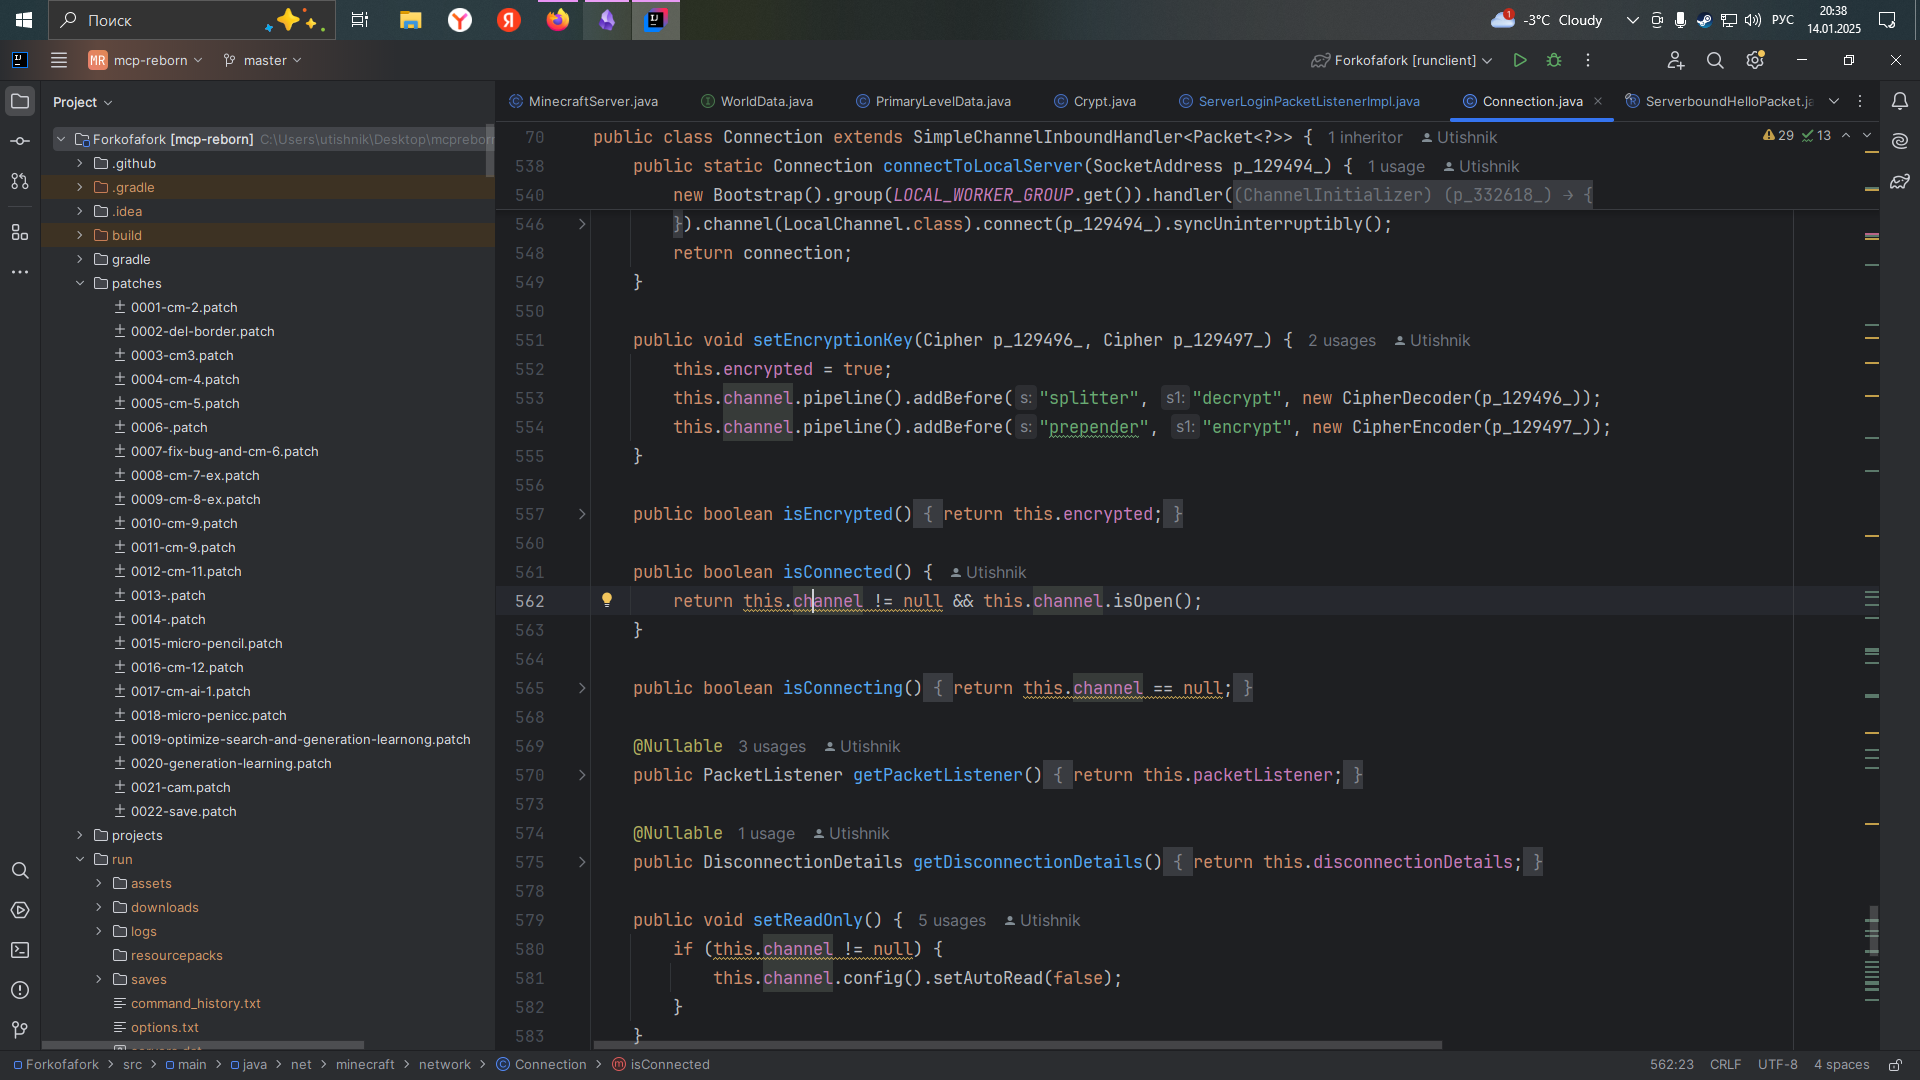 Поиск
-3°C Cloudy
РУС
20:38
14.01.2025
MR mcp-reborn
master
Forkofafork [runclient]
Project
MinecraftServer.java
WorldData.java
PrimaryLevelData.java
Crypt.java
ServerLoginPacketListenerImpl.java
Connection.java
ServerboundHelloPacket.ja
Forkofafork [mcp-reborn] C:\Users\utishnik\Desktop\mcpreborn
.github
.gradle
.idea
build
gradle
patches
0001-cm-2.patch
0002-del-border.patch
0003-cm3.patch
0004-cm-4.patch
0005-cm-5.patch
0006-.patch
0007-fix-bug-and-cm-6.patch
0008-cm-7-ex.patch
0009-cm-8-ex.patch
0010-cm-9.patch
0011-cm-9.patch
0012-cm-11.patch
0013-.patch
0014-.patch
0015-micro-pencil.patch
0016-cm-12.patch
0017-cm-ai-1.patch
0018-micro-penicc.patch
0019-optimize-search-and-generation-learnong.patch
0020-generation-learning.patch
0021-cam.patch
0022-save.patch
projects
run
assets
downloads
logs
resourcepacks
saves
command_history.txt
options.txt
29 13
70 public class Connection extends SimpleChannelInboundHandler<Packet<?>> { 1 inheritor Utishnik
538 public static Connection connectToLocalServer(SocketAddress p_129494_) { 1 usage Utishnik
540 new Bootstrap().group(LOCAL_WORKER_GROUP.get()).handler((ChannelInitializer) (p_332618_) → {
546 }).channel(LocalChannel.class).connect(p_129494_).syncUninterruptibly();
548 return connection;
549 }
550
551 public void setEncryptionKey(Cipher p_129496_, Cipher p_129497_) { 2 usages Utishnik
552 this.encrypted = true;
553 this.channel.pipeline().addBefore( s: "splitter", s1: "decrypt", new CipherDecoder(p_129496_));
554 this.channel.pipeline().addBefore( s: "prepender", s1: "encrypt", new CipherEncoder(p_129497_));
555 }
556
557 public boolean isEncrypted() { return this.encrypted; }
560
561 public boolean isConnected() { Utishnik
562 return this.channel != null && this.channel.isOpen();
563 }
564
565 public boolean isConnecting() { return this.channel == null; }
568
569 @Nullable 3 usages Utishnik
570 public PacketListener getPacketListener() { return this.packetListener; }
573
574 @Nullable 1 usage Utishnik
575 public DisconnectionDetails getDisconnectionDetails() { return this.disconnectionDetails; }
578
579 public void setReadOnly() { 5 usages Utishnik
580 if (this.channel != null) {
581 this.channel.config().setAutoRead(false);
582 }
583 }
Forkofafork > src > main > java > net > minecraft > network > Connection > isConnected
562:23 CRLF UTF-8 4 spaces